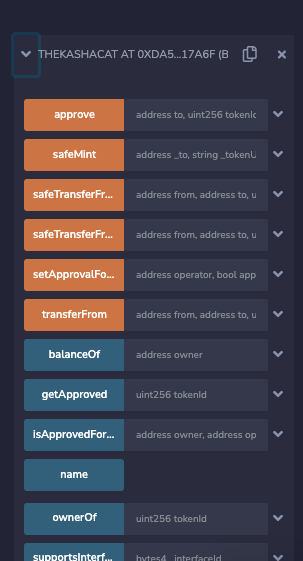 THEKASHACAT AT 0XDA5...17A6F (B
approve address to, uint256 tokenId
safeMint address _to, string _tokenU
safeTransferFr... address from, address to, u
safeTransferFr... address from, address to, u
setApprovalFo... address operator, bool app
transferFrom address from, address to, u
balanceOf address owner
getApproved uint256 tokenId
isApprovedFor... address owner, address op
name
ownerOf uint256 tokenId
supportsInterf... bytes4 _interfaceId